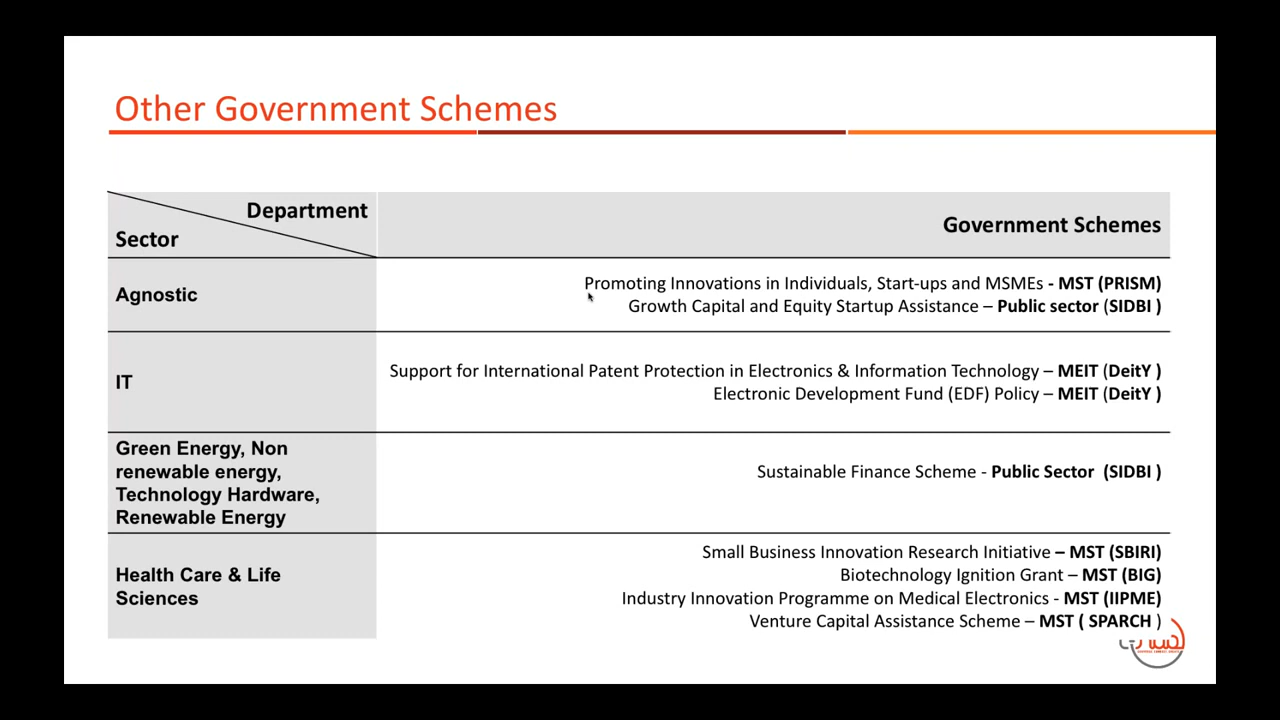 Other Government Schemes
Department
Sector
Government Schemes
Agnostic
Promoting Innovations in Individuals, Start-ups and MSMEs - MST (PRISM)
Growth Capital and Equity Startup Assistance – Public sector (SIDBI )
IT
Support for International Patent Protection in Electronics & Information Technology – MEIT (DeitY )
Electronic Development Fund (EDF) Policy – MEIT (DeitY )
Green Energy, Non
renewable energy,
Technology Hardware,
Renewable Energy
Sustainable Finance Scheme - Public Sector (SIDBI )
Health Care & Life
Sciences
Small Business Innovation Research Initiative – MST (SBIRI)
Biotechnology Ignition Grant – MST (BIG)
Industry Innovation Programme on Medical Electronics - MST (IIPME)
Venture Capital Assistance Scheme – MST ( SPARCH )